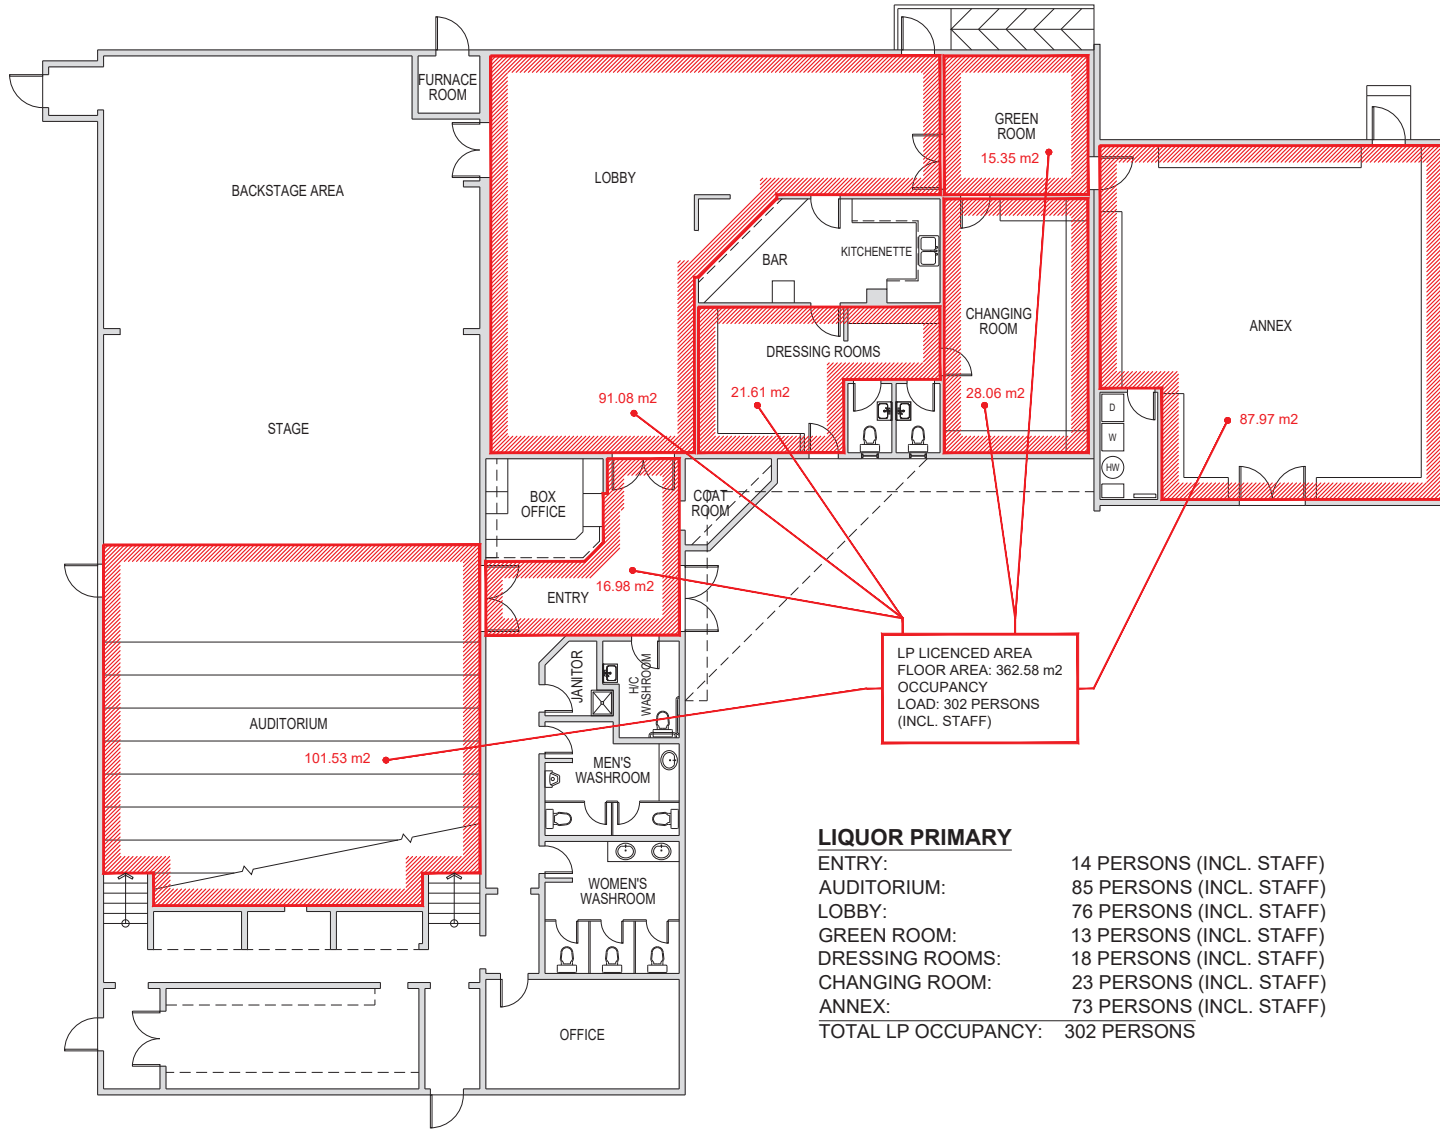 FURNACE
ROOM
GREEN
ROOM
15.35 m2
BACKSTAGE AREA
LOBBY
BAR
KITCHENETTE
CHANGING
ROOM
ANNEX
DRESSING ROOMS
91.08 m2
21.61 m2
28.06 m2
87.97 m2
D
W
HW
STAGE
BOX
OFFICE
COAT
ROOM
16.98 m2
ENTRY
JANITOR
H/C
WASHROOM
LP LICENCED AREA
FLOOR AREA: 362.58 m2
OCCUPANCY
LOAD: 302 PERSONS
(INCL. STAFF)
AUDITORIUM
101.53 m2
MEN'S
WASHROOM
WOMEN'S
WASHROOM
OFFICE
LIQUOR PRIMARY
ENTRY: 14 PERSONS (INCL. STAFF)
AUDITORIUM: 85 PERSONS (INCL. STAFF)
LOBBY: 76 PERSONS (INCL. STAFF)
GREEN ROOM: 13 PERSONS (INCL. STAFF)
DRESSING ROOMS: 18 PERSONS (INCL. STAFF)
CHANGING ROOM: 23 PERSONS (INCL. STAFF)
ANNEX: 73 PERSONS (INCL. STAFF)
TOTAL LP OCCUPANCY: 302 PERSONS